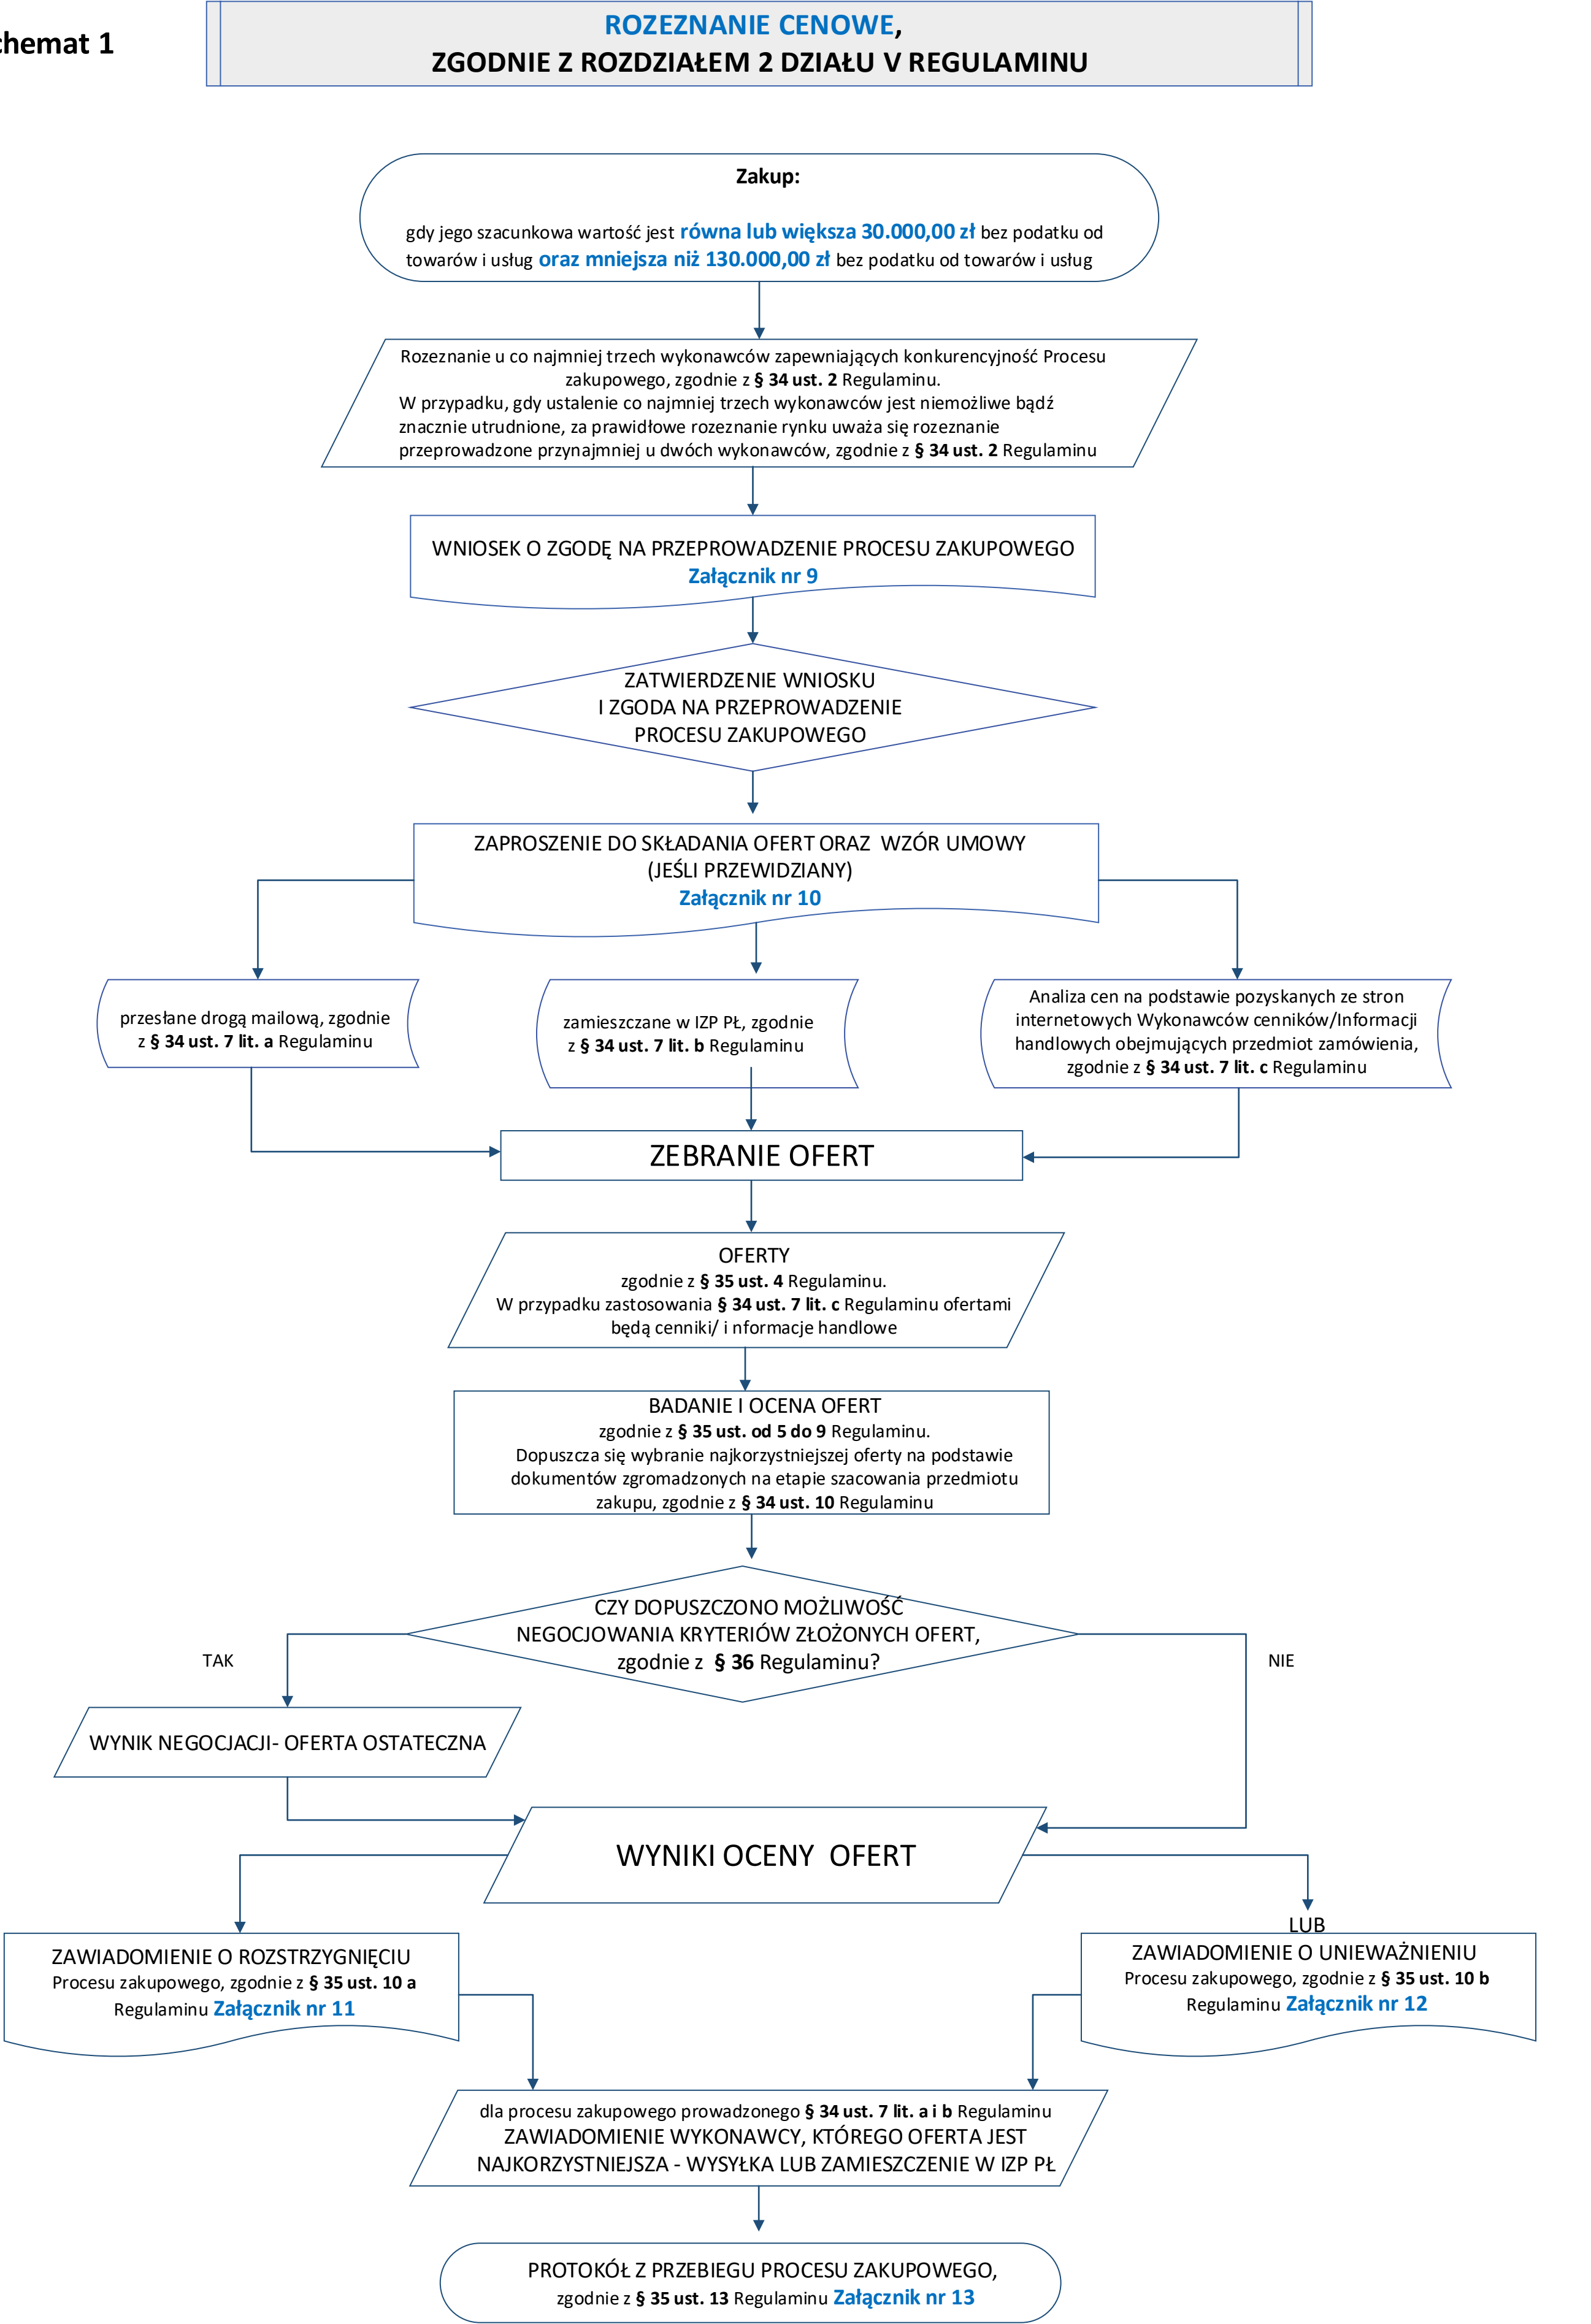 chemat 1
ROZEZNANIE CENOWE,
ZGODNIE Z ROZDZIAŁEM 2 DZIAŁU V REGULAMINU
Zakup:
gdy jego szacunkowa wartość jest równa lub większa 30.000,00 zł bez podatku od
towarów i usług oraz mniejsza niż 130.000,00 zł bez podatku od towarów i usług
Rozeznanie u co najmniej trzech wykonawców zapewniających konkurencyjność Procesu
zakupowego, zgodnie z § 34 ust. 2 Regulaminu.
W przypadku, gdy ustalenie co najmniej trzech wykonawców jest niemożliwe bądź
znacznie utrudnione, za prawidłowe rozeznanie rynku uważa się rozeznanie
przeprowadzone przynajmniej u dwóch wykonawców, zgodnie z § 34 ust. 2 Regulaminu
WNIOSEK O ZGODĘ NA PRZEPROWADZENIE PROCESU ZAKUPOWEGO
Załącznik nr 9
ZATWIERDZENIE WNIOSKU
I ZGODA NA PRZEPROWADZENIE
PROCESU ZAKUPOWEGO
ZAPROSZENIE DO SKŁADANIA OFERT ORAZ WZÓR UMOWY
(JEŚLI PRZEWIDZIANY)
Załącznik nr 10
przesłane drogą mailową, zgodnie
z § 34 ust. 7 lit. a Regulaminu
zamieszczane w IZP PŁ, zgodnie
z § 34 ust. 7 lit. b Regulaminu
Analiza cen na podstawie pozyskanych ze stron
internetowych Wykonawców cenników/Informacji
handlowych obejmujących przedmiot zamówienia,
zgodnie z § 34 ust. 7 lit. c Regulaminu
ZEBRANIE OFERT
OFERTY
zgodnie z § 35 ust. 4 Regulaminu.
W przypadku zastosowania § 34 ust. 7 lit. c Regulaminu ofertami
będą cenniki/ i nformacje handlowe
BADANIE I OCENA OFERT
zgodnie z § 35 ust. od 5 do 9 Regulaminu.
Dopuszcza się wybranie najkorzystniejszej oferty na podstawie
dokumentów zgromadzonych na etapie szacowania przedmiotu
zakupu, zgodnie z § 34 ust. 10 Regulaminu
CZY DOPUSZCZONO MOŻLIWOŚĆ
NEGOCJOWANIA KRYTERIÓW ZŁOŻONYCH OFERT,
zgodnie z § 36 Regulaminu?
TAK
NIE
WYNIK NEGOCJACJI- OFERTA OSTATECZNA
WYNIKI OCENY OFERT
LUB
ZAWIADOMIENIE O ROZSTRZYGNIĘCIU
Procesu zakupowego, zgodnie z § 35 ust. 10 a
Regulaminu Załącznik nr 11
ZAWIADOMIENIE O UNIEWAŻNIENIU
Procesu zakupowego, zgodnie z § 35 ust. 10 b
Regulaminu Załącznik nr 12
dla procesu zakupowego prowadzonego § 34 ust. 7 lit. a i b Regulaminu
ZAWIADOMIENIE WYKONAWCY, KTÓREGO OFERTA JEST
NAJKORZYSTNIEJSZA - WYSYŁKA LUB ZAMIESZCZENIE W IZP PŁ
PROTOKÓŁ Z PRZEBIEGU PROCESU ZAKUPOWEGO,
zgodnie z § 35 ust. 13 Regulaminu Załącznik nr 13